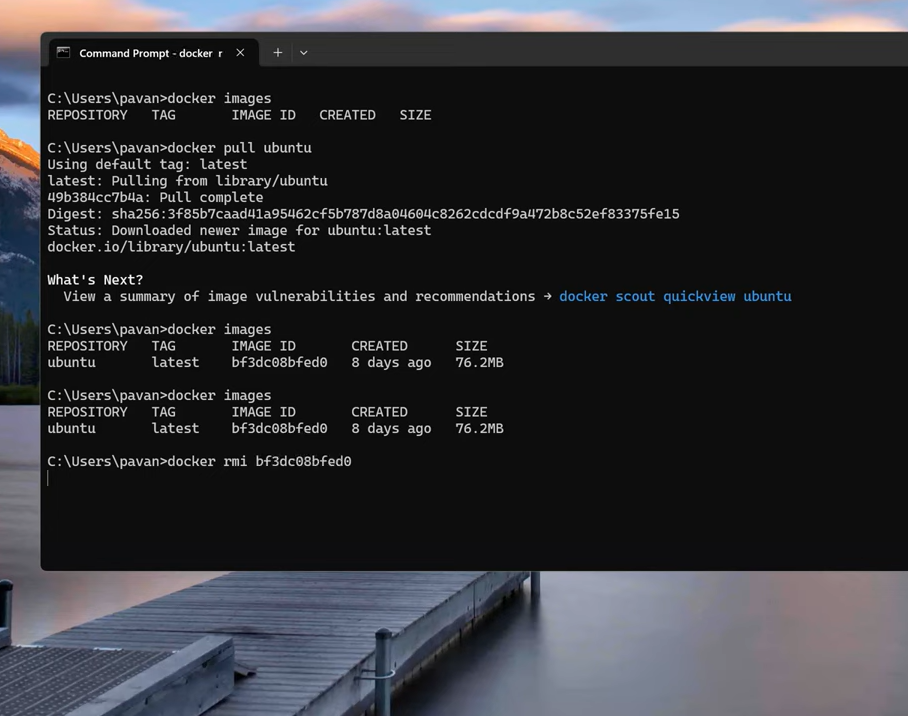 Command Prompt - docker  r
C:\Users\pavan>docker images
REPOSITORY   TAG       IMAGE ID   CREATED   SIZE
C:\Users\pavan>docker pull ubuntu
Using default tag: latest
latest: Pulling from library/ubuntu
49b384cc7b4a: Pull complete
Digest: sha256:3f85b7caad41a95462cf5b787d8a04604c8262cdcdf9a472b8c52ef83375fe15
Status: Downloaded newer image for ubuntu:latest
docker.io/library/ubuntu:latest
What's Next?
  View a summary of image vulnerabilities and recommendations → docker scout quickview ubuntu
C:\Users\pavan>docker images
REPOSITORY   TAG       IMAGE ID       CREATED      SIZE
ubuntu       latest    bf3dc08bfed0   8 days ago   76.2MB
C:\Users\pavan>docker images
REPOSITORY   TAG       IMAGE ID       CREATED      SIZE
ubuntu       latest    bf3dc08bfed0   8 days ago   76.2MB
C:\Users\pavan>docker rmi bf3dc08bfed0